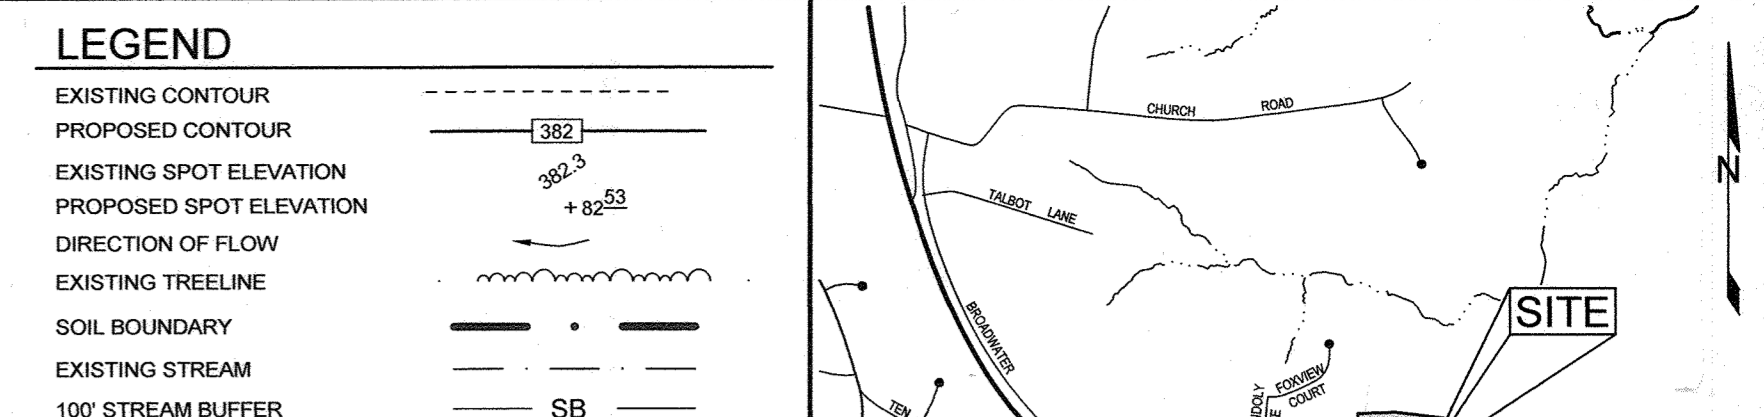 LEGEND
EXISTING CONTOUR
PROPOSED CONTOUR 382
EXISTING SPOT ELEVATION 382.3
PROPOSED SPOT ELEVATION +82 53
DIRECTION OF FLOW
EXISTING TREELINE
SOIL BOUNDARY
EXISTING STREAM
100' STREAM BUFFER SB
CHURCH ROAD
TALBOT LANE
BROADWATER
N
SITE
FOXVIEW
COURT
TEN